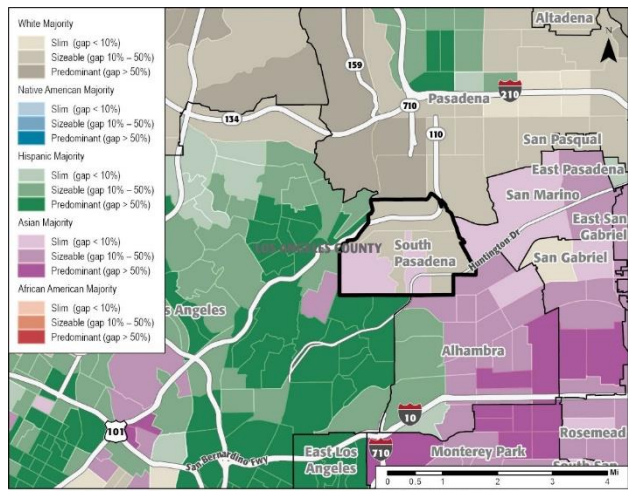 White Majority
Slim (gap < 10%)
Sizeable (gap 10% – 50%)
Predominant (gap > 50%)
Native American Majority
Slim (gap < 10%)
Sizeable (gap 10% – 50%)
Predominant (gap > 50%)
Hispanic Majority
Slim (gap < 10%)
Sizeable (gap 10% – 50%)
Predominant (gap > 50%)
Asian Majority
Slim (gap < 10%)
Sizeable (gap 10% – 50%)
Predominant (gap > 50%)
African American Majority
Slim (gap < 10%)
Sizeable (gap 10% – 50%)
Predominant (gap > 50%)
Altadena
N
159
210
710
Pasadena
134
110
San Pasqual
East Pasadena
San Marino
East San
Gabriel
COUNTY
South
Pasadena
Huntington Dr
San Gabriel
Angeles
Alhambra
101
10
San Bernardino Fwy
East Los
Angeles
710
Monterey Park
Rosemead
Mi
0 0.5 1 2 3 4